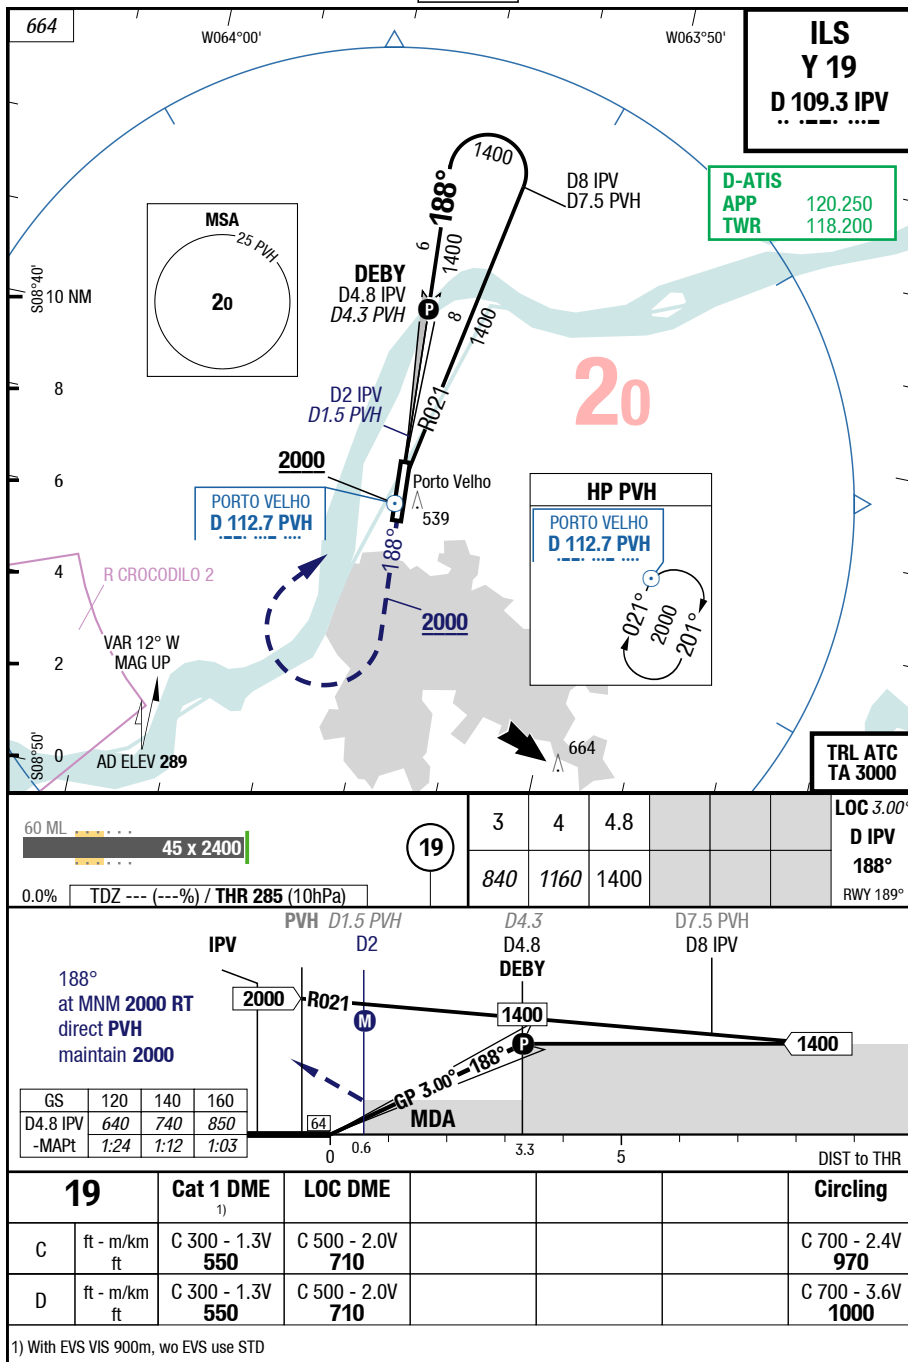 664
W064°00'
W063°50'
ILS
Y 19
D 109.3 IPV
D-ATIS
APP 120.250
TWR 118.200
1400
D8 IPV
D7.5 PVH
188°
6
1400
MSA
25 PVH
20
S08°40'
10 NM
DEBY
D4.8 IPV
D4.3 PVH
P
8
1400
20
8
D2 IPV
D1.5 PVH
R021
2000
6
Porto Velho
539
PORTO VELHO
D 112.7 PVH
HP PVH
PORTO VELHO
D 112.7 PVH
021°
2000
201°
188°
4
R CROCODILO 2
2000
VAR 12° W
MAG UP
2
S08°50'
0
AD ELEV 289
664
TRL ATC
TA 3000
60 ML
45 x 2400
0.0%
TDZ --- (---%) / THR 285 (10hPa)
19
3 4 4.8
840 1160 1400
LOC 3.00°
D IPV
188°
RWY 189°
PVH D1.5 PVH D4.3 D7.5 PVH
IPV D2 D4.8 D8 IPV
DEBY
188°
at MNM 2000 RT
direct PVH
maintain 2000
2000
R021
M
1400
P
1400
GP 3.00° 188°
MDA
64
GS 120 140 160
D4.8 IPV 640 740 850
-MAPt 1:24 1:12 1:03
0 0.6 3.3 5 DIST to THR
19 Cat 1 DME LOC DME Circling
1)
C ft - m/km C 300 - 1.3V C 500 - 2.0V C 700 - 2.4V
ft 550 710 970
D ft - m/km C 300 - 1.3V C 500 - 2.0V C 700 - 3.6V
ft 550 710 1000
1) With EVS VIS 900m, wo EVS use STD